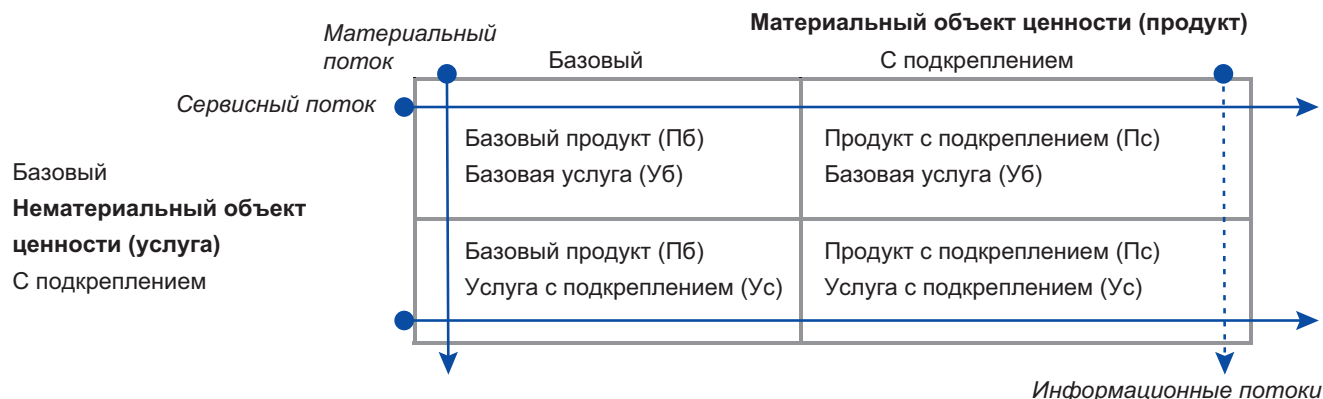 Материальный объект ценности (продукт)
Материальный
поток
Базовый
С подкреплением
Сервисный поток
Базовый продукт (Пб)
Базовая услуга (Уб)
Продукт с подкреплением (Пс)
Базовая услуга (Уб)
Базовый
Нематериальный объект
ценности (услуга)
С подкреплением
Базовый продукт (Пб)
Услуга с подкреплением (Ус)
Продукт с подкреплением (Пс)
Услуга с подкреплением (Ус)
Информационные потоки